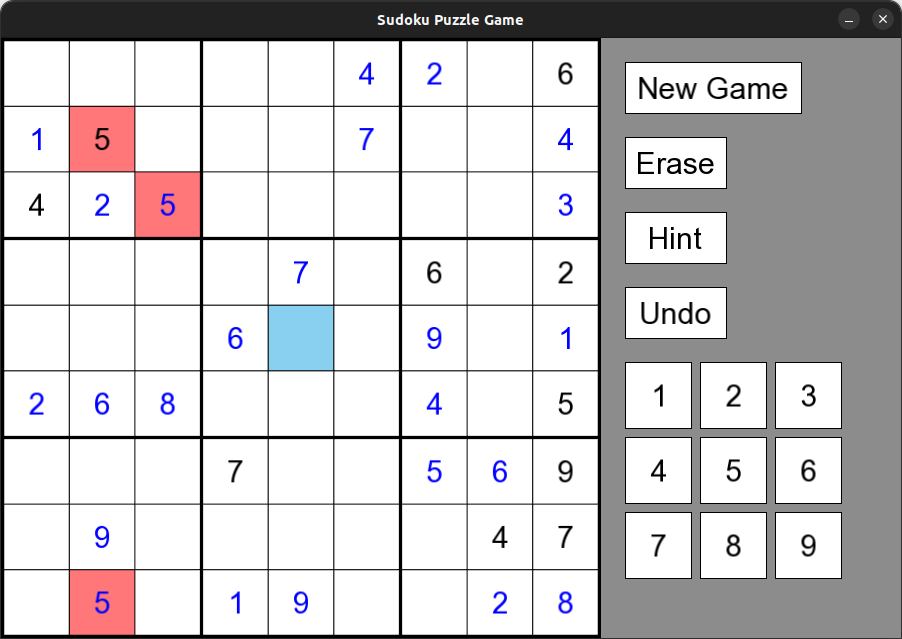 Sudoku Puzzle Game
4 2 6
1 5 7 4
4 2 5 3
7 6 2
6 9 1
2 6 8 4 5
7 5 6 9
9 4 7
5 1 9 2 8
New Game
Erase
Hint
Undo
1 2 3
4 5 6
7 8 9